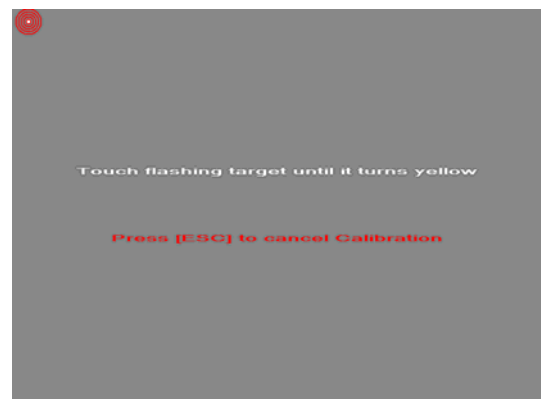 Touch flashing target until it turns yellow
Press [ESC] to cancel Calibration